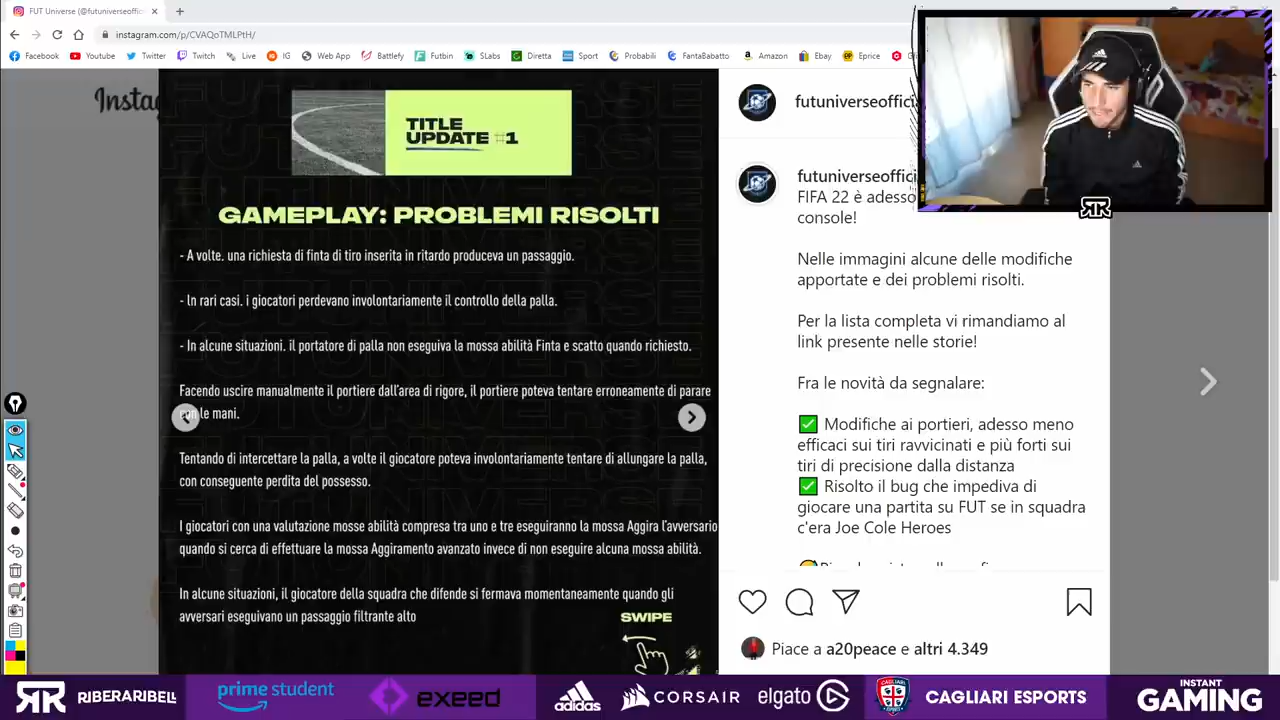 FUT Universe (@futuniverseoffici
instagram.com/p/CVAQoTMLPtH/
Facebook Youtube Twitter Twitch Live IG Web App Battlefy Futbin SLabs Diretta Sport Probabili FantaBabatto Amazon Ebay Eprice
Insta
TITLE
UPDATE #1
GAMEPLAY: PROBLEMI RISOLTI
- A volte. una richiesta di finta di tiro inserita in ritardo produceva un passaggio.
- In rari casi. i giocatori perdevano involontariamente il controllo della palla.
- In alcune situazioni. il portatore di palla non eseguiva la mossa abilità Finta e scatto quando richiesto.
Facendo uscire manualmente il portiere dall'area di rigore, il portiere poteva tentare erroneamente di parare
con le mani.
Tentando di intercettare la palla, a volte il giocatore poteva involontariamente tentare di allungare la palla,
con conseguente perdita del possesso.
I giocatori con una valutazione mosse abilità compresa tra uno e tre eseguiranno la mossa Aggira l'avversario
quando si cerca di effettuare la mossa Aggiramento avanzato invece di non eseguire alcuna mossa abilità.
In alcune situazioni, il giocatore della squadra che difende si fermava momentaneamente quando gli
avversari eseguivano un passaggio filtrante alto
SWIPE
futuniverseoffici
futuniverseoffici
FIFA 22 è adesso
console!
Nelle immagini alcune delle modifiche
apportate e dei problemi risolti.
Per la lista completa vi rimandiamo al
link presente nelle storie!
Fra le novità da segnalare:
✅ Modifiche ai portieri, adesso meno
efficaci sui tiri ravvicinati e più forti sui
tiri di precisione dalla distanza
✅ Risolto il bug che impediva di
giocare una partita su FUT se in squadra
c'era Joe Cole Heroes
Piace a a20peace e altri 4.349
RR RIBERARIBELL prime student exeed adidas CORSAIR elgato CAGLIARI ESPORTS INSTANT GAMING